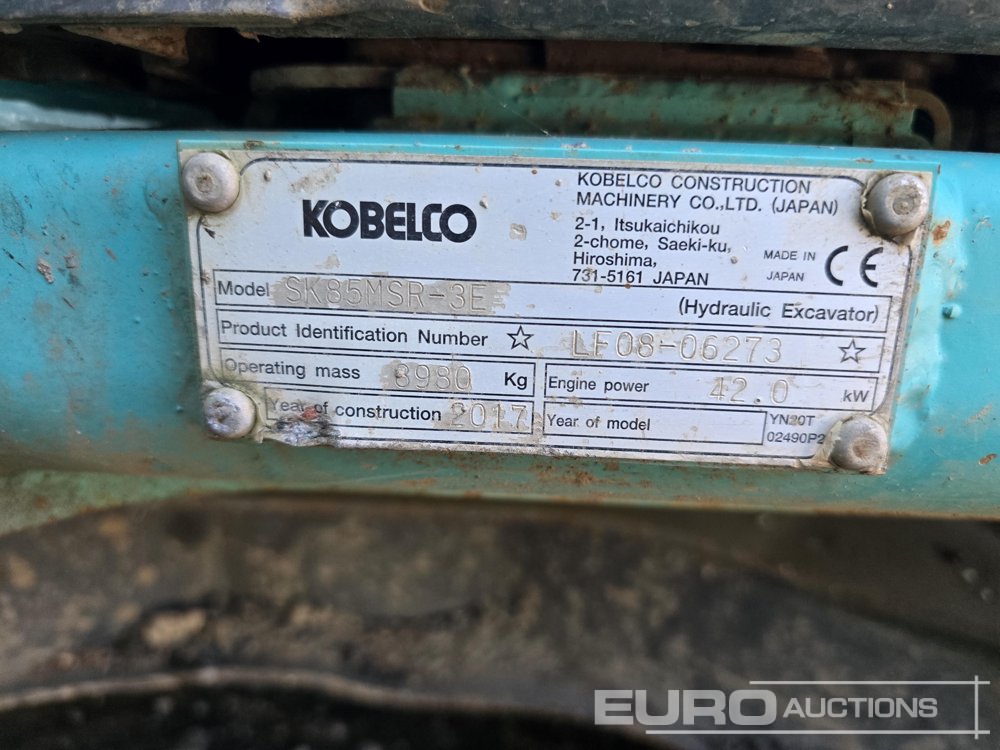 KOBELCO
KOBELCO CONSTRUCTION
MACHINERY CO.,LTD. (JAPAN)
2-1, Itsukaichikou
2-chome, Saeki-ku,
Hiroshima,
731-5161 JAPAN
MADE IN
JAPAN
CE
Model SK85MSR-3E (Hydraulic Excavator)
Product Identification Number ☆ LF08-06273 ☆
Operating mass 8980 Kg
Engine power 42.0 kW
Year of construction 2017
Year of model
YN20T
02490P2
EURO AUCTIONS